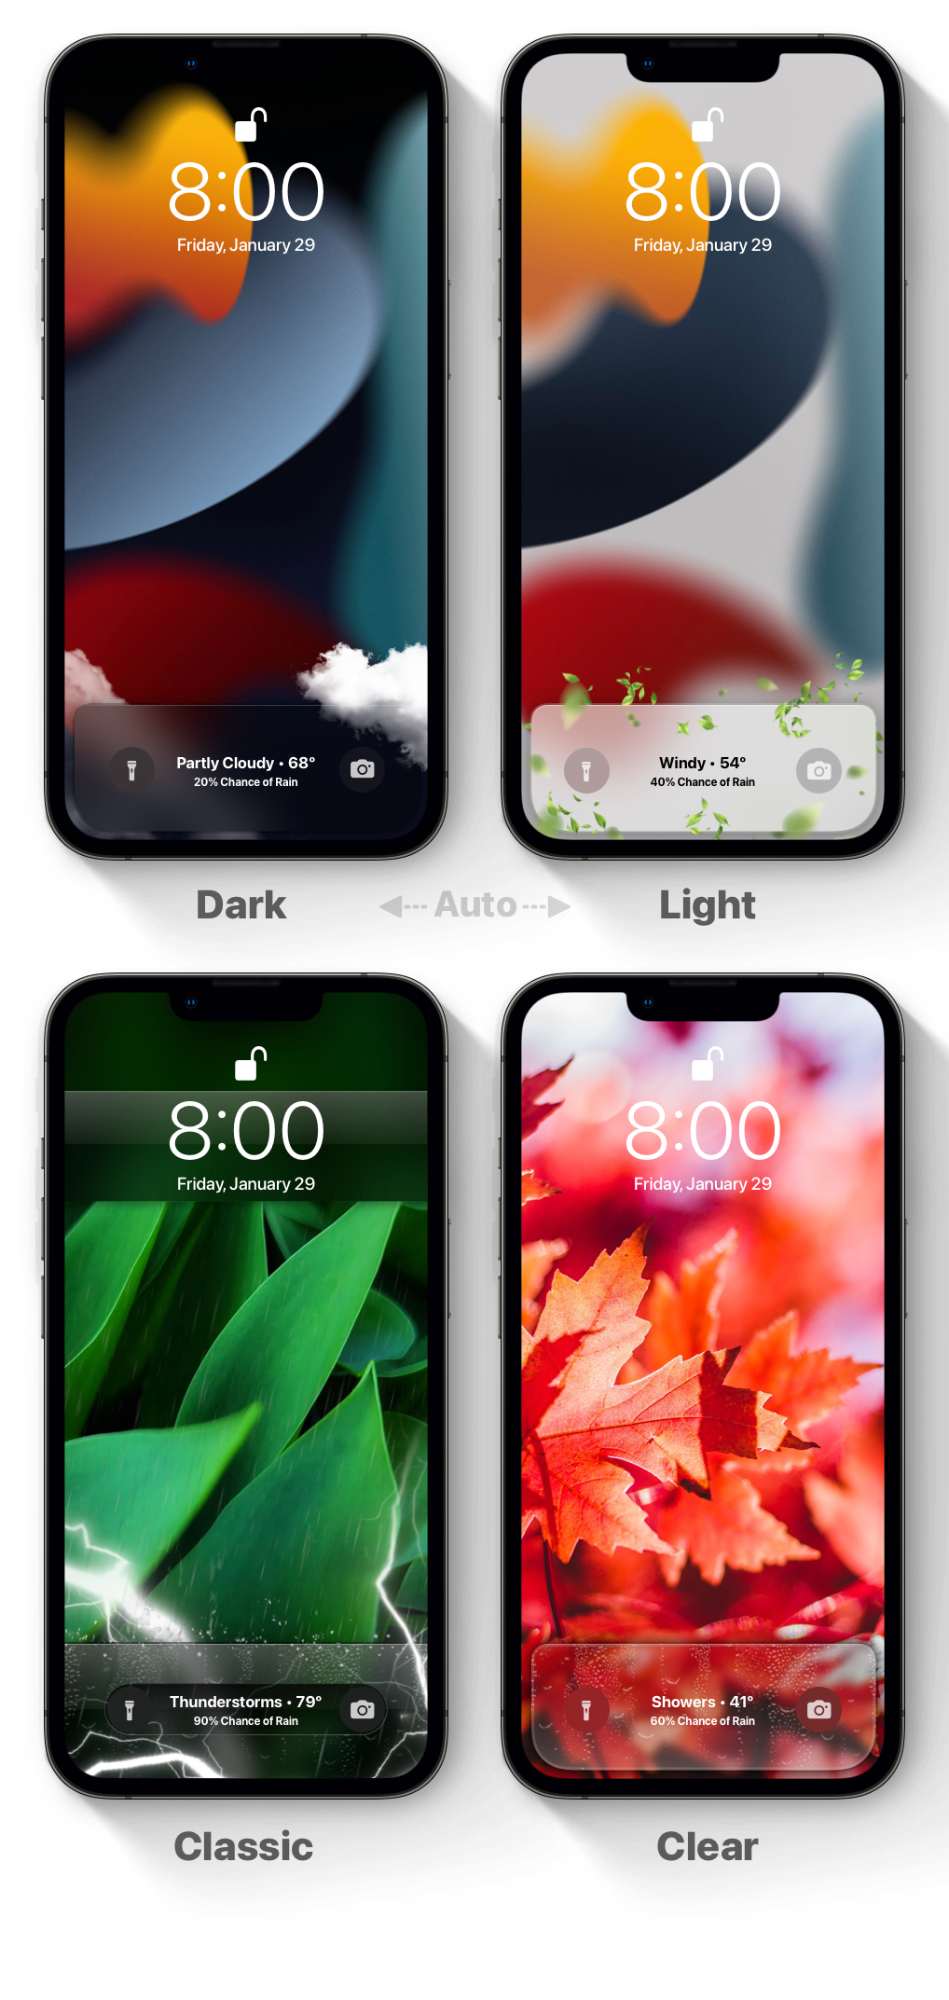 8:00
Friday, January 29
Partly Cloudy • 68°
20% Chance of Rain
8:00
Friday, January 29
Windy • 54°
40% Chance of Rain
Dark
Auto
Light
8:00
Friday, January 29
Thunderstorms • 79°
90% Chance of Rain
8:00
Friday, January 29
Showers • 41°
60% Chance of Rain
Classic
Clear